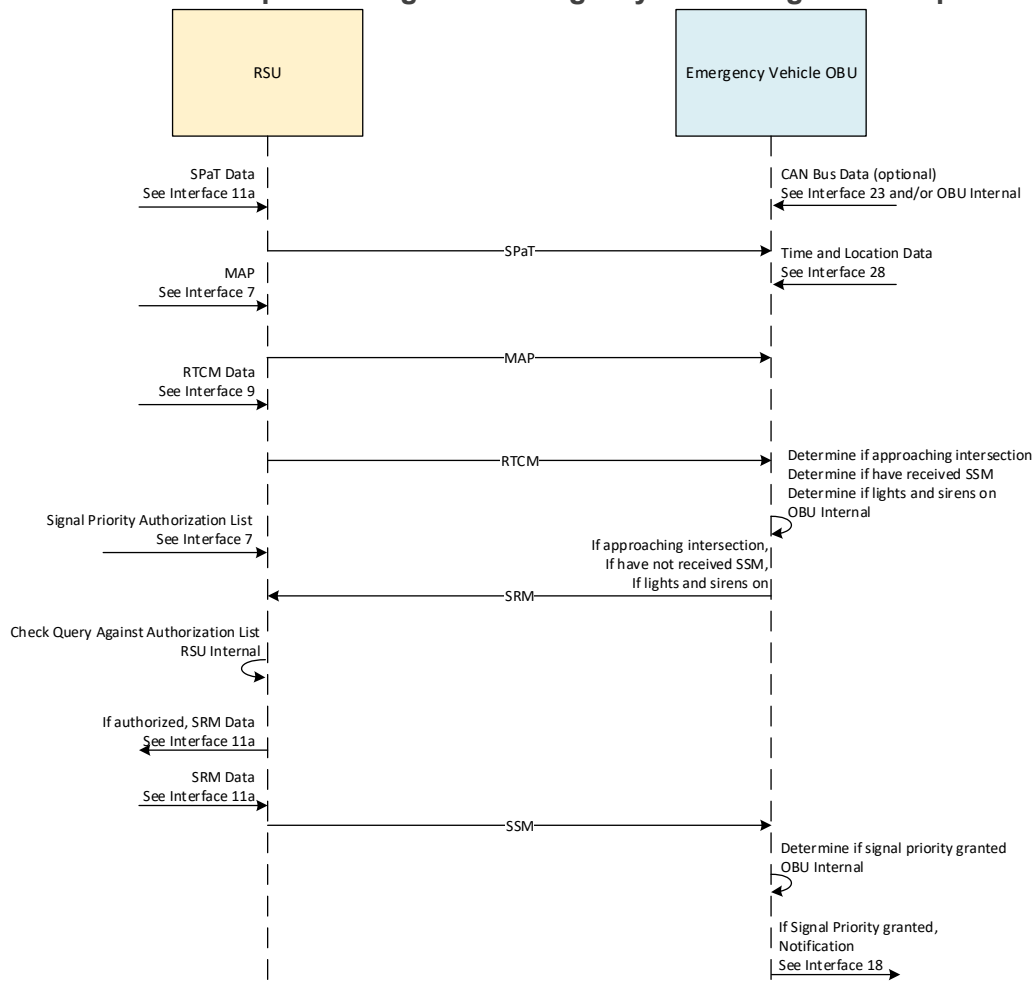 RSU
Emergency Vehicle OBU
SPaT Data
See Interface 11a
CAN Bus Data (optional)
See Interface 23 and/or OBU Internal
SPaT
Time and Location Data
See Interface 28
MAP
See Interface 7
MAP
RTCM Data
See Interface 9
RTCM
Determine if approaching intersection
Determine if have received SSM
Determine if lights and sirens on
OBU Internal
Signal Priority Authorization List
See Interface 7
If approaching intersection,
If have not received SSM,
If lights and sirens on
SRM
Check Query Against Authorization List
RSU Internal
If authorized, SRM Data
See Interface 11a
SRM Data
See Interface 11a
SSM
Determine if signal priority granted
OBU Internal
If Signal Priority granted,
Notification
See Interface 18